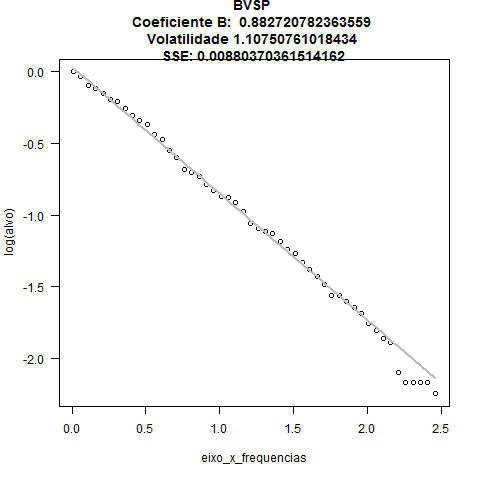 BVSP
Coeficiente B:  0.882720782363559
Volatilidade 1.10750761018434
SSE: 0.00880370361514162
0.0
-0.5
-1.0
-1.5
-2.0
log(alvo)
0.0 0.5 1.0 1.5 2.0 2.5
eixo_x_frequencias